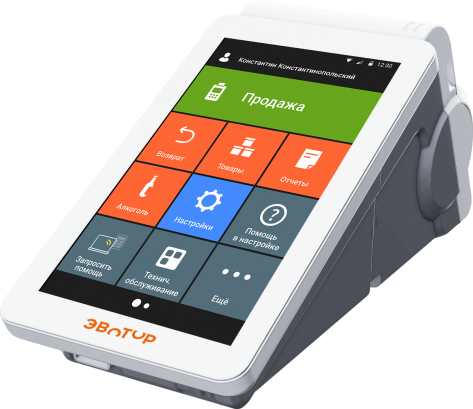 Константин Константинопольский
12:30
Продажа
Возврат
Товары
Отчеты
Алкоголь
Настройки
Помощь
в настройке
Запросить
помощь
Технич.
обслуживание
Ещё
ЭВОТОР